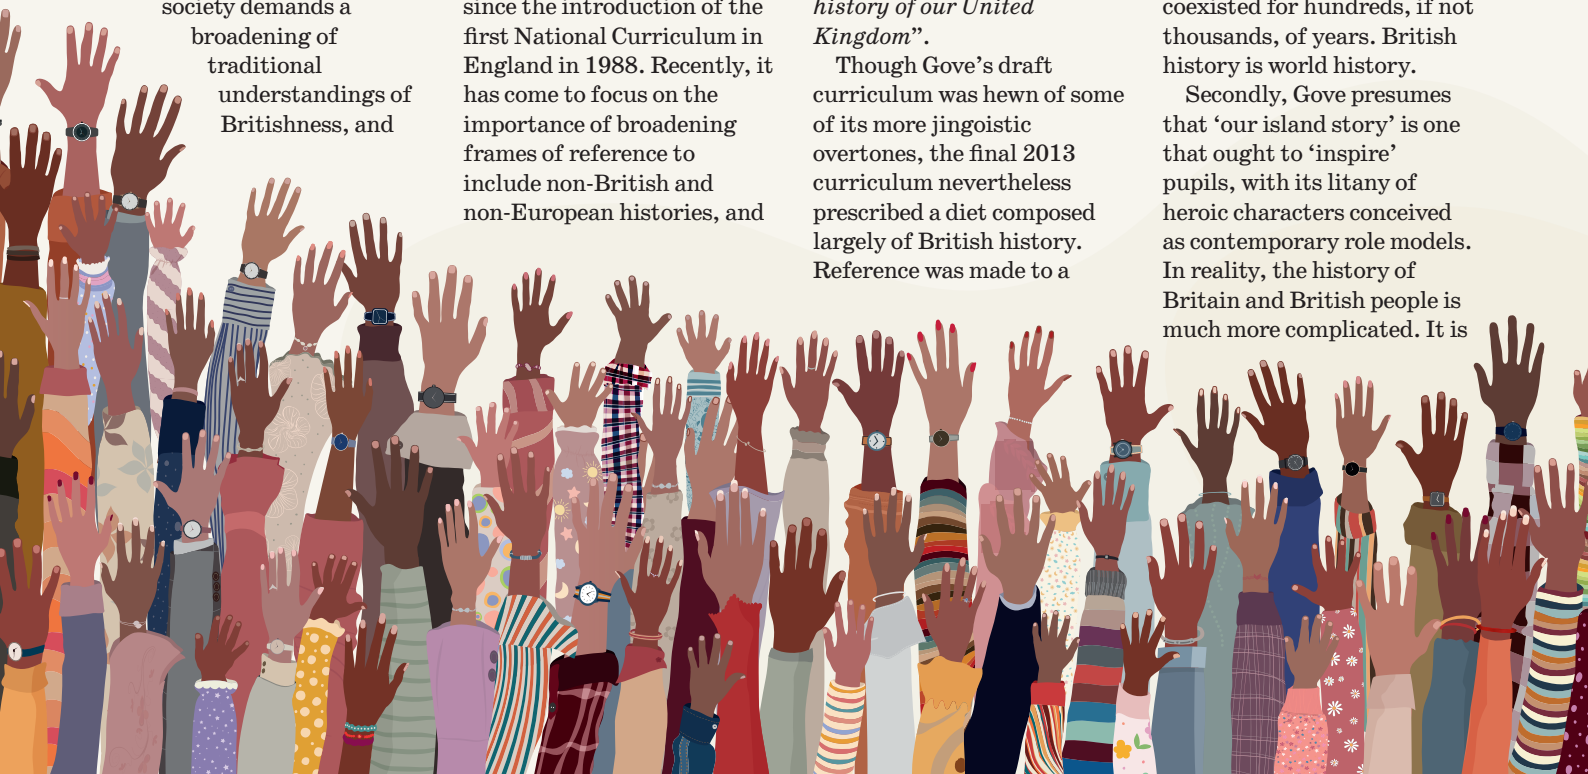 society demands a
broadening of
traditional
understandings of
Britishness, and
since the introduction of the
first National Curriculum in
England in 1988. Recently, it
has come to focus on the
importance of broadening
frames of reference to
include non-British and
non-European histories, and
history of our United
Kingdom”.
Though Gove’s draft
curriculum was hewn of some
of its more jingoistic
overtones, the final 2013
curriculum nevertheless
prescribed a diet composed
largely of British history.
Reference was made to a
coexisted for hundreds, if not
thousands, of years. British
history is world history.
Secondly, Gove presumes
that ‘our island story’ is one
that ought to ‘inspire’
pupils, with its litany of
heroic characters conceived
as contemporary role models.
In reality, the history of
Britain and British people is
much more complicated. It is